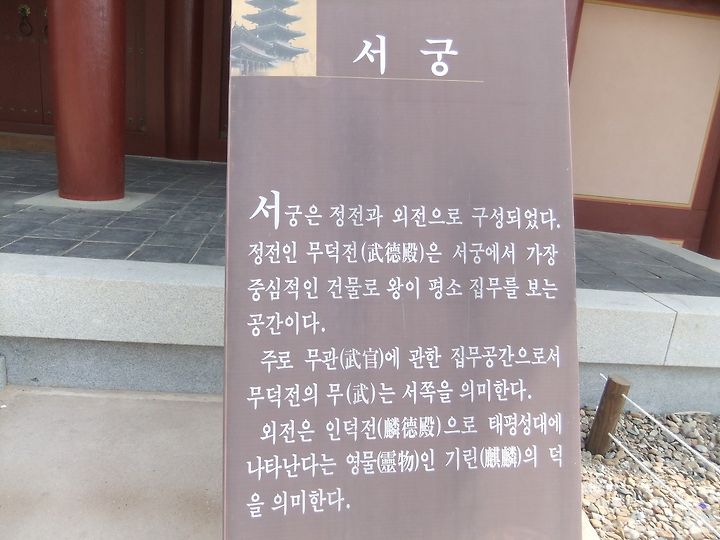 서궁
서궁은 정전과 외전으로 구성되었다.
정전인 무덕전(武德殿)은 서궁에서 가장
중심적인 건물로 왕이 평소 집무를 보는
공간이다.
주로 무관(武官)에 관한 집무공간으로서
무덕전의 무(武)는 서쪽을 의미한다.
외전은 인덕전(麟德殿)으로 태평성대에
나타난다는 영물(靈物)인 기린(麒麟)의 덕
을 의미한다.